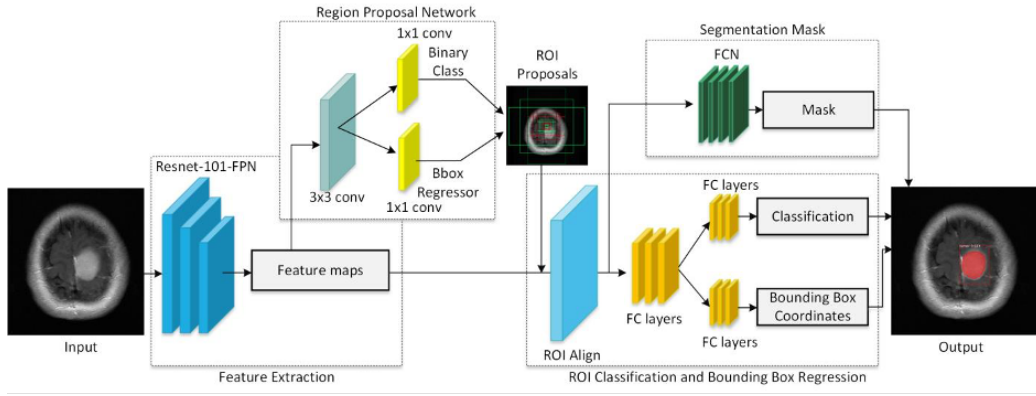 Region Proposal Network
1x1 conv
Binary
Class
ROI
Proposals
Segmentation Mask
FCN
Mask
Resnet-101-FPN
3x3 conv
Bbox
Regressor
1x1 conv
Feature maps
FC layers
Classification
FC layers
FC layers
Bounding Box
Coordinates
ROI Align
Input
Output
Feature Extraction
ROI Classification and Bounding Box Regression